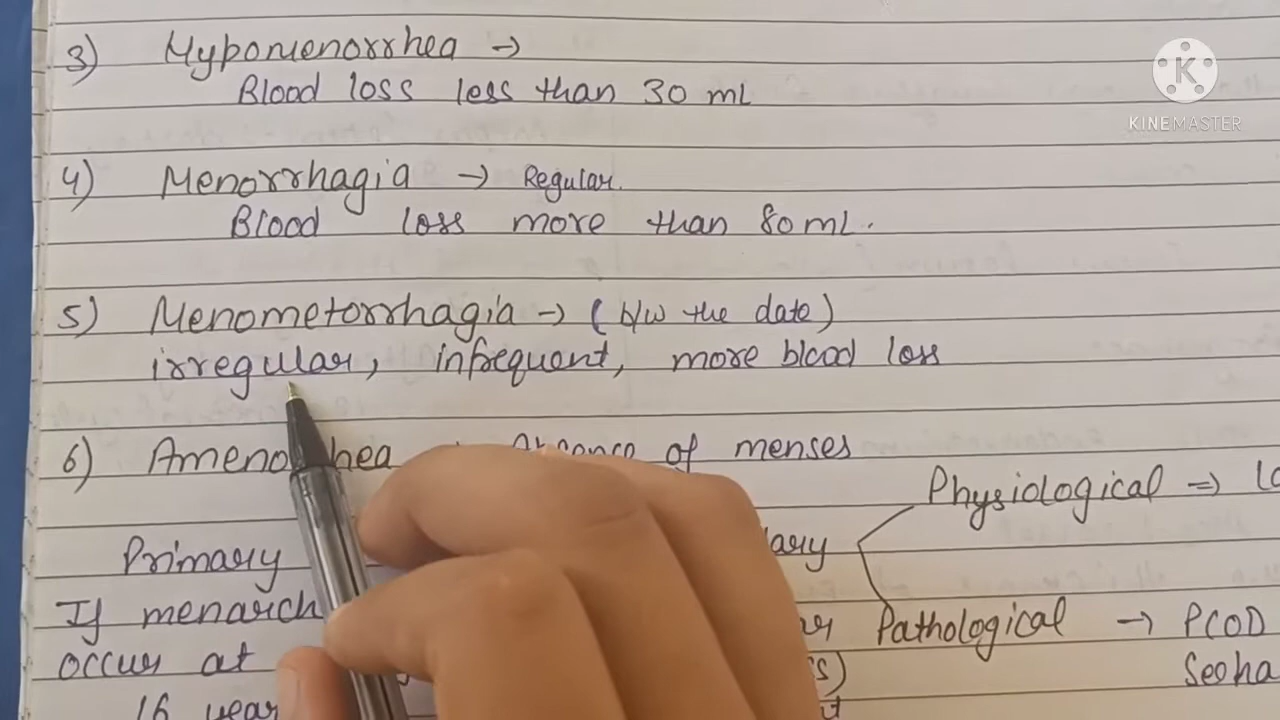 3) Hypomenorrhea →
Blood loss less than 30 ml
KINEMASTER
4) Menorrhagia → Regular.
Blood loss more than 80 ml.
5) Menometorrhagia → (b/w the date)
irregular, infrequent, more blood loss
6) of menses
Physiological →
Primary
If menarch
Pathological → PCOD
occur at
16 year